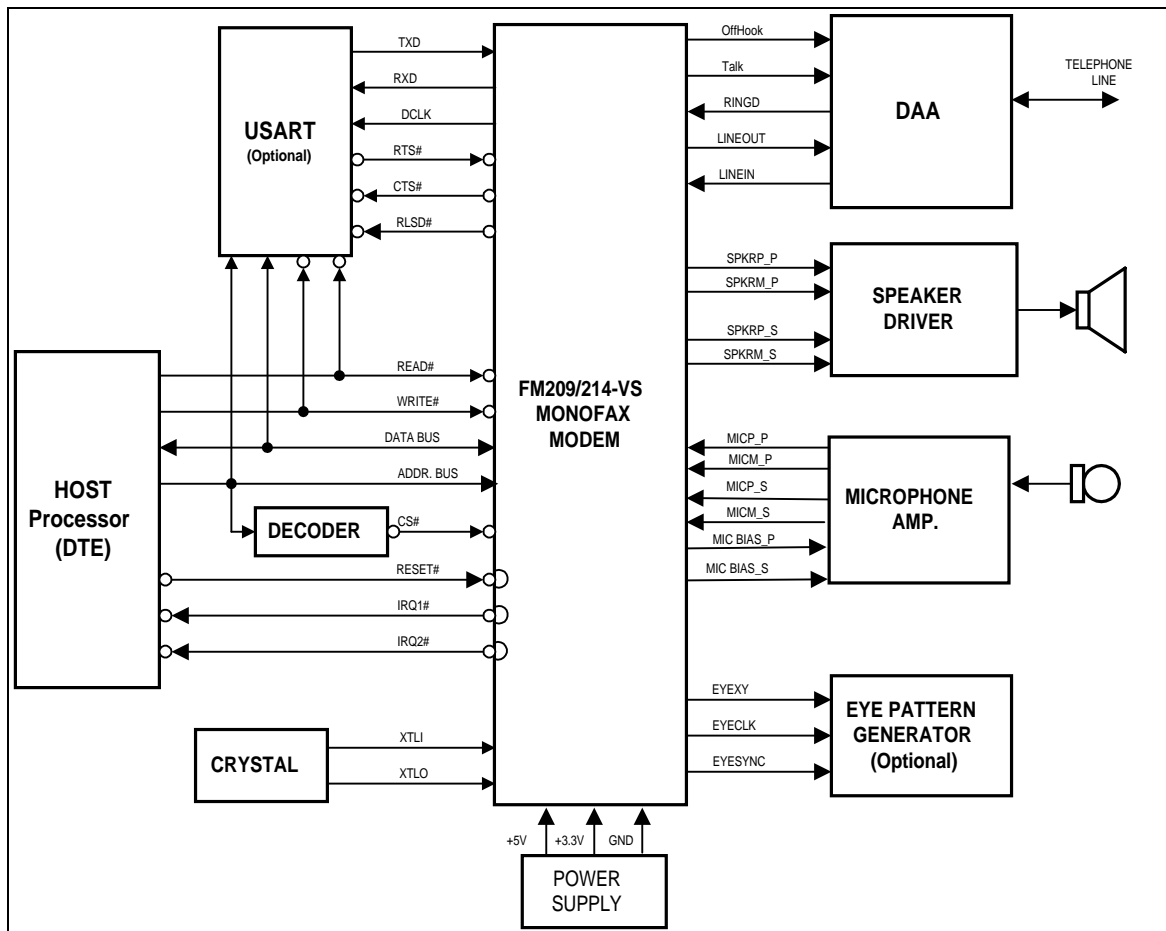 TXD
RXD
DCLK
RTS#
CTS#
RLSD#
USART
(Optional)
OffHook
Talk
RINGD
LINEOUT
LINEIN
DAA
TELEPHONE
LINE
SPKRP_P
SPKRM_P
SPKRP_S
SPKRM_S
SPEAKER
DRIVER
HOST
Processor
(DTE)
READ#
WRITE#
DATA BUS
ADDR. BUS
DECODER
CS#
RESET#
IRQ1#
IRQ2#
FM209/214-VS
MONOFAX
MODEM
MICP_P
MICM_P
MICP_S
MICM_S
MIC BIAS_P
MIC BIAS_S
MICROPHONE
AMP.
CRYSTAL
XTLI
XTLO
EYEXY
EYECLK
EYESYNC
EYE PATTERN
GENERATOR
(Optional)
+5V
+3.3V
GND
POWER
SUPPLY